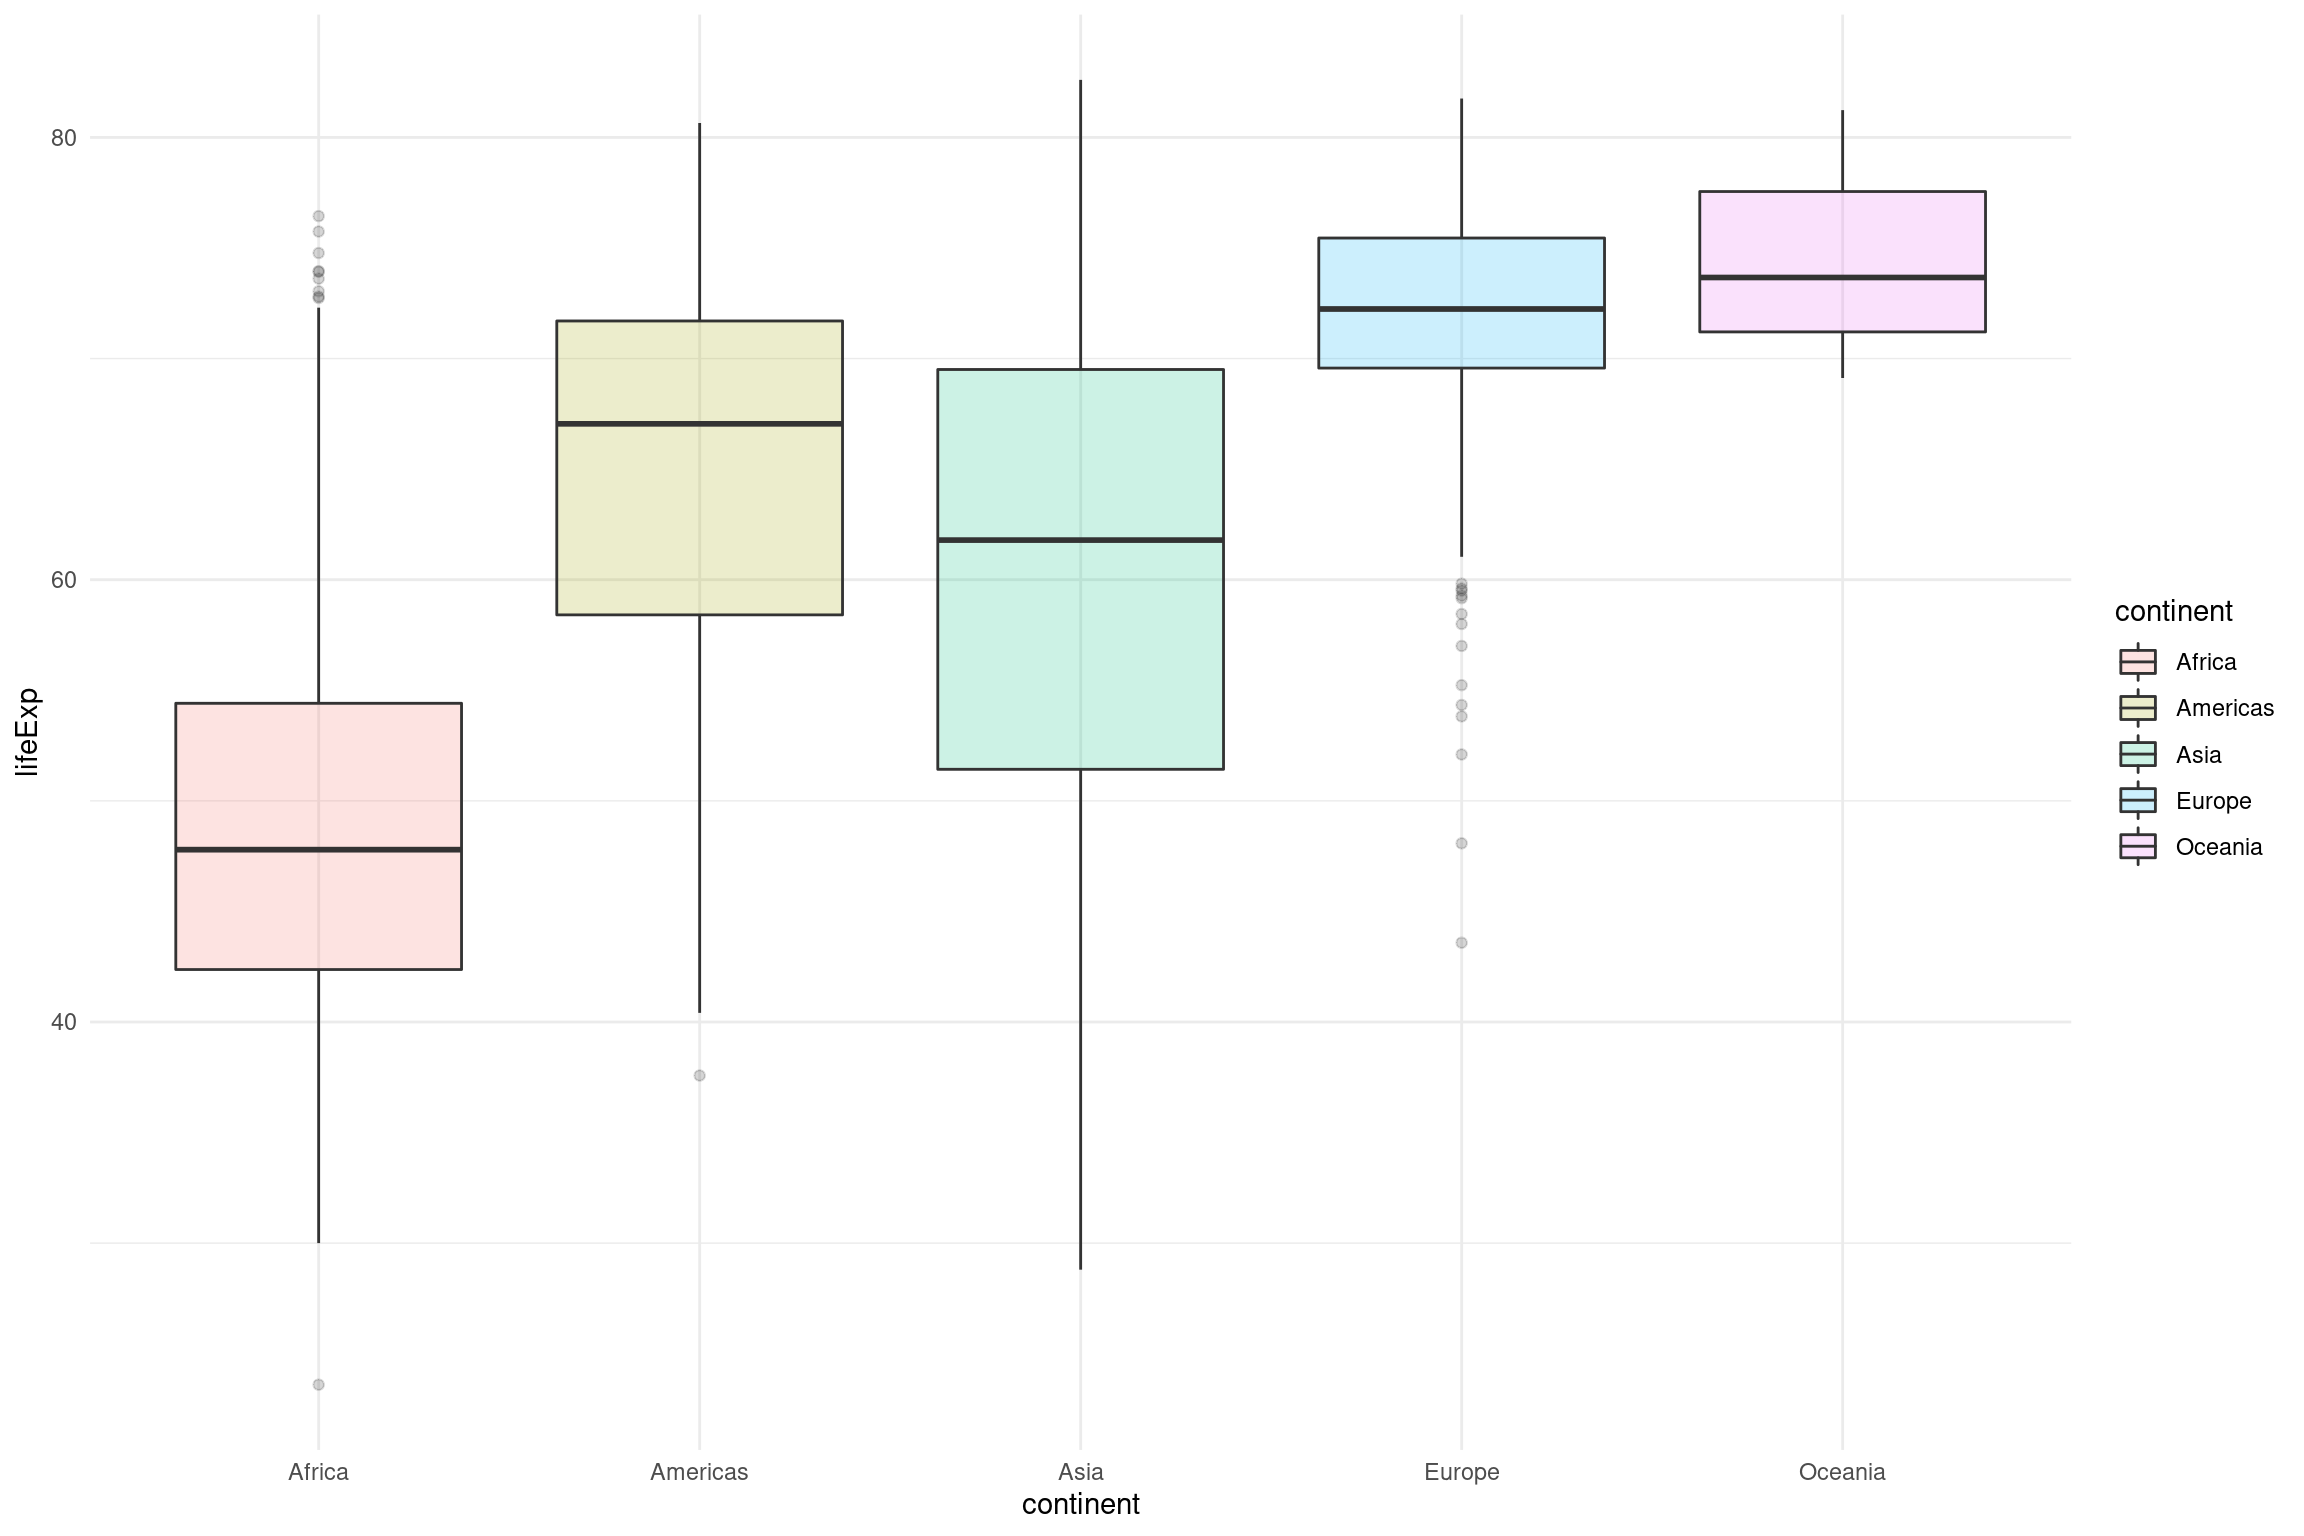 lifeExp
80
60
40
Africa
Americas
Asia
Europe
Oceania
continent
continent
Africa
Americas
Asia
Europe
Oceania